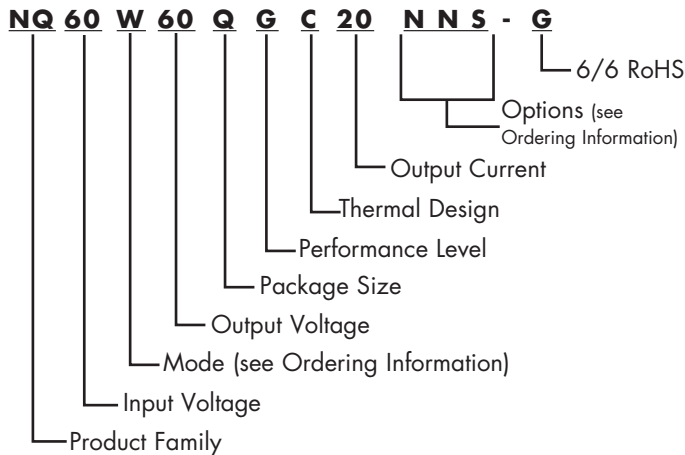 NQ 60 W 60 Q G C 20 N N S - G
6/6 RoHS
Options (see
Ordering Information)
Output Current
Thermal Design
Performance Level
Package Size
Output Voltage
Mode (see Ordering Information)
Input Voltage
Product Family